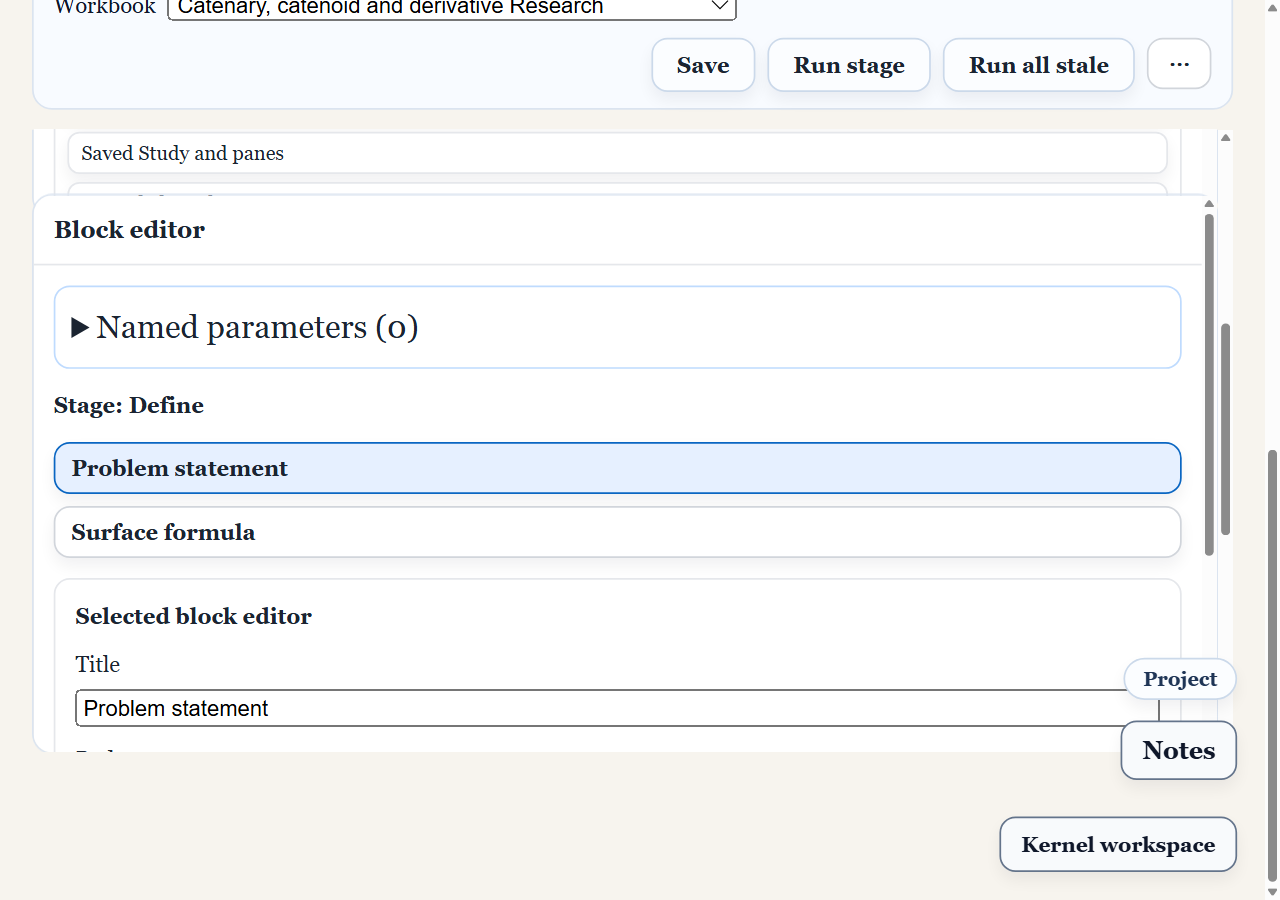 Workbook Catenary, catenoid and derivative Research
Save Run stage Run all stale ...
Saved Study and panes
Block editor
Named parameters (0)
Stage: Define
Problem statement
Surface formula
Selected block editor
Title
Problem statement
Project
Notes
Kernel workspace